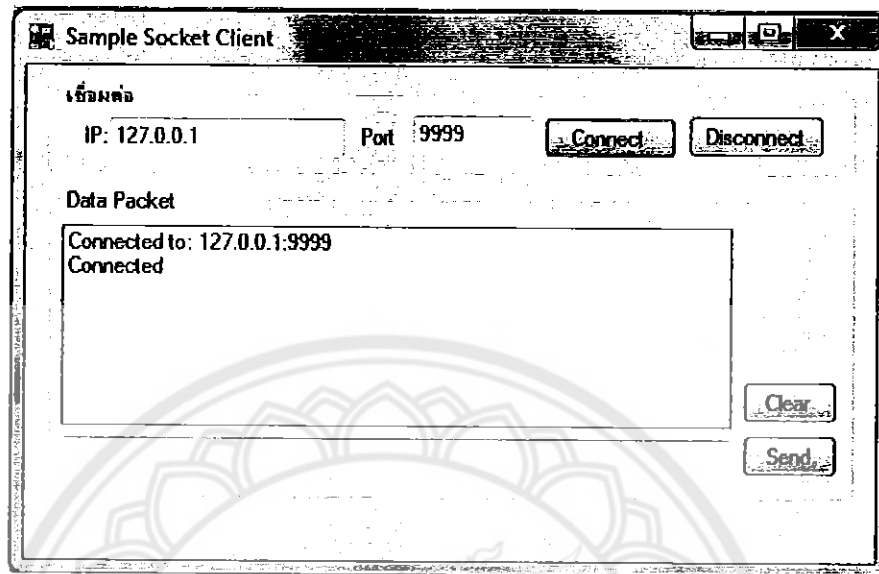 Sample Socket Client
เชื่อมต่อ
IP: 127.0.0.1 Port 9999 Connect Disconnect
Data Packet
Connected to: 127.0.0.1:9999
Connected
Clear
Send